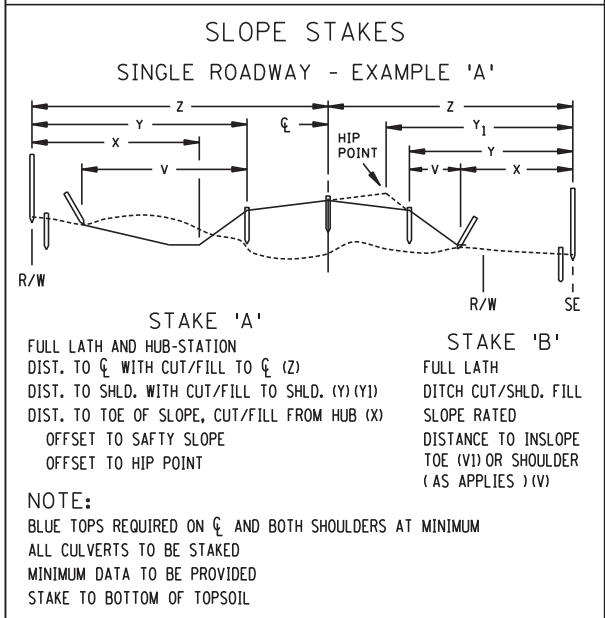 SLOPE STAKES
SINGLE ROADWAY - EXAMPLE 'A'
Z Z
Y ℄ Y1
X HIP POINT Y
V V X
R/W
R/W SE
STAKE 'A'
FULL LATH AND HUB-STATION
DIST. TO ℄ WITH CUT/FILL TO ℄ (Z)
DIST. TO SHLD. WITH CUT/FILL TO SHLD. (Y)(Y1)
DIST. TO TOE OF SLOPE, CUT/FILL FROM HUB (X)
OFFSET TO SAFTY SLOPE
OFFSET TO HIP POINT
STAKE 'B'
FULL LATH
DITCH CUT/SHLD. FILL
SLOPE RATED
DISTANCE TO INSLOPE
TOE (V1) OR SHOULDER
(AS APPLIES )(V)
NOTE:
BLUE TOPS REQUIRED ON ℄ AND BOTH SHOULDERS AT MINIMUM
ALL CULVERTS TO BE STAKED
MINIMUM DATA TO BE PROVIDED
STAKE TO BOTTOM OF TOPSOIL